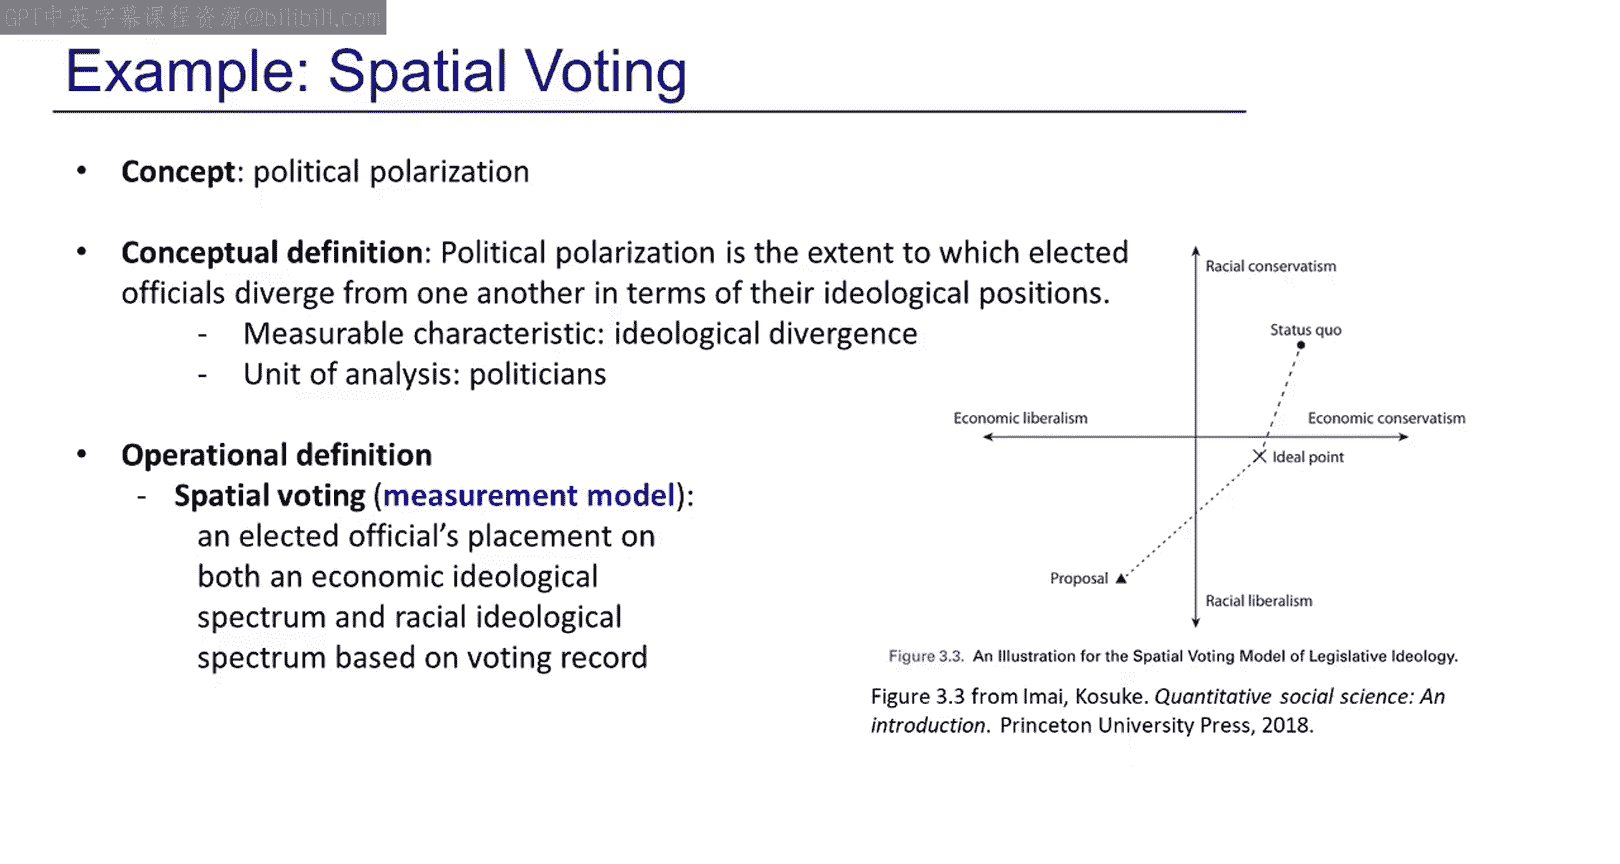 GPT中英字幕课程资源@bilibili.com
Example: Spatial Voting
• Concept: political polarization
• Conceptual definition: Political polarization is the extent to which elected
officials diverge from one another in terms of their ideological positions.
- Measurable characteristic: ideological divergence
- Unit of analysis: politicians
• Operational definition
- Spatial voting (measurement model):
an elected official's placement on
both an economic ideological
spectrum and racial ideological
spectrum based on voting record
Racial conservatism
Status quo
Economic liberalism
Economic conservatism
Ideal point
Proposal
Racial liberalism
Figure 3.3. An Illustration for the Spatial Voting Model of Legislative Ideology.
Figure 3.3 from Imai, Kosuke. Quantitative social science: An
introduction. Princeton University Press, 2018.